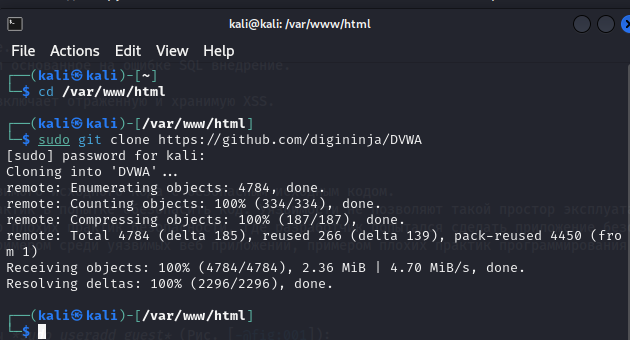 kali@kali: /var/www/html
File Actions Edit View Help
┌──(kali㉿kali)-[~]
└─$ cd /var/www/html
┌──(kali㉿kali)-[/var/www/html]
└─$ sudo git clone https://github.com/digininja/DVWA
[sudo] password for kali:
Cloning into 'DVWA'...
remote: Enumerating objects: 4784, done.
remote: Counting objects: 100% (334/334), done.
remote: Compressing objects: 100% (187/187), done.
remote: Total 4784 (delta 185), reused 266 (delta 139), pack-reused 4450 (fro
m 1)
Receiving objects: 100% (4784/4784), 2.36 MiB | 4.70 MiB/s, done.
Resolving deltas: 100% (2296/2296), done.
┌──(kali㉿kali)-[/var/www/html]
└─$